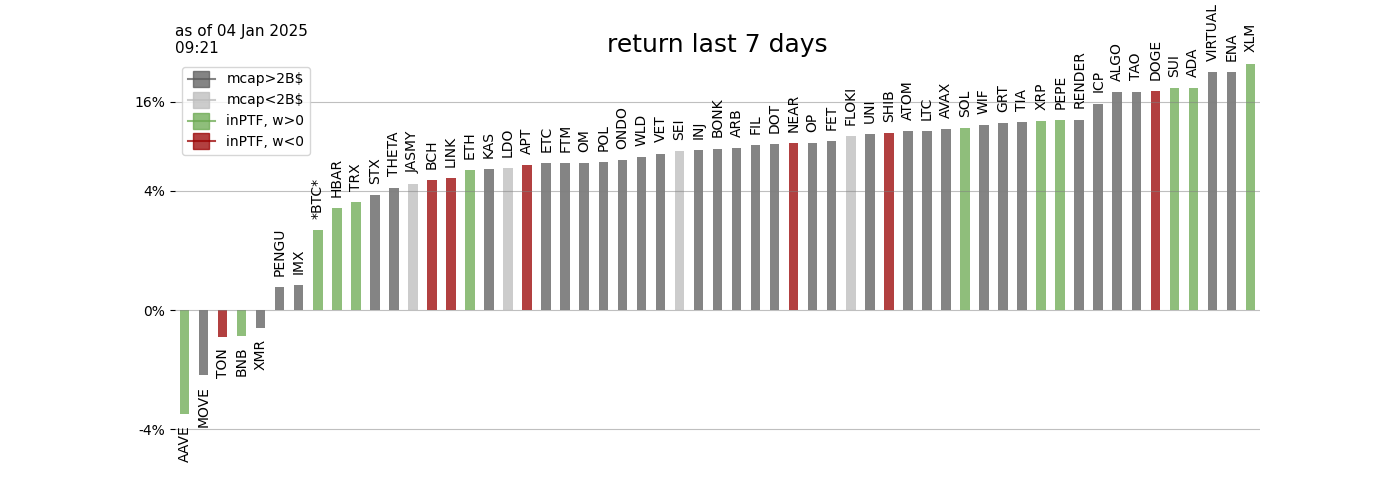 as of 04 Jan 2025
09:21
return last 7 days
mcap>2B$
mcap<2B$
inPTF, w>0
inPTF, w<0
16%
4%
0%
-4%
AAVE
MOVE
TON
BNB
XMR
PENGU
IMX
*BTC*
HBAR
TRX
STX
THETA
JASMY
BCH
LINK
ETH
KAS
LDO
APT
ETC
FTM
OM
POL
ONDO
WLD
VET
SEI
INJ
BONK
ARB
FIL
DOT
NEAR
OP
FET
FLOKI
UNI
SHIB
ATOM
LTC
AVAX
SOL
WIF
GRT
TIA
XRP
PEPE
RENDER
ICP
ALGO
TAO
DOGE
SUI
ADA
VIRTUAL
ENA
XLM